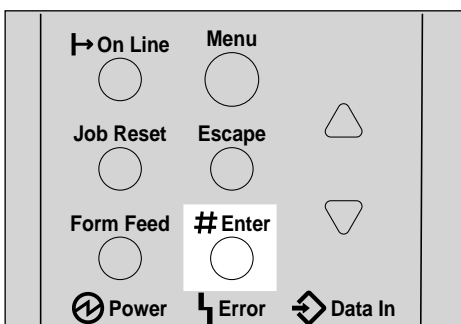 On Line Menu
Job Reset Escape
Form Feed # Enter
Power Error Data In